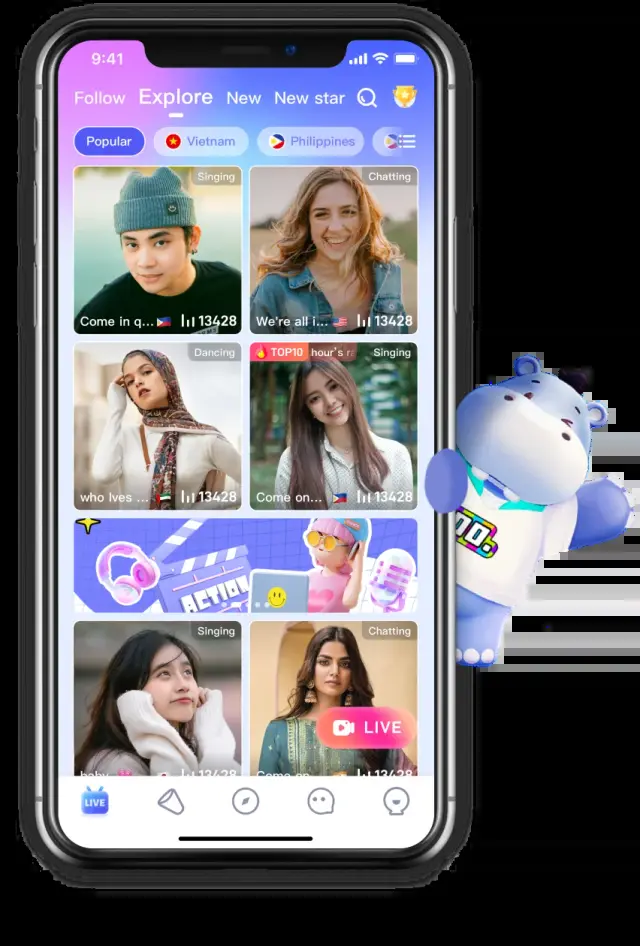 9:41
Follow Explore New New star
Popular Vietnam Philippines
Singing
Come in q... 13428
Chatting
We're all i... 13428
Dancing
who lves ... 13428
TOP10 hour's r
Singing
Come on... 13428
ACTION
Singing
baby 13428
Chatting
Come on 13428
LIVE
LIVE